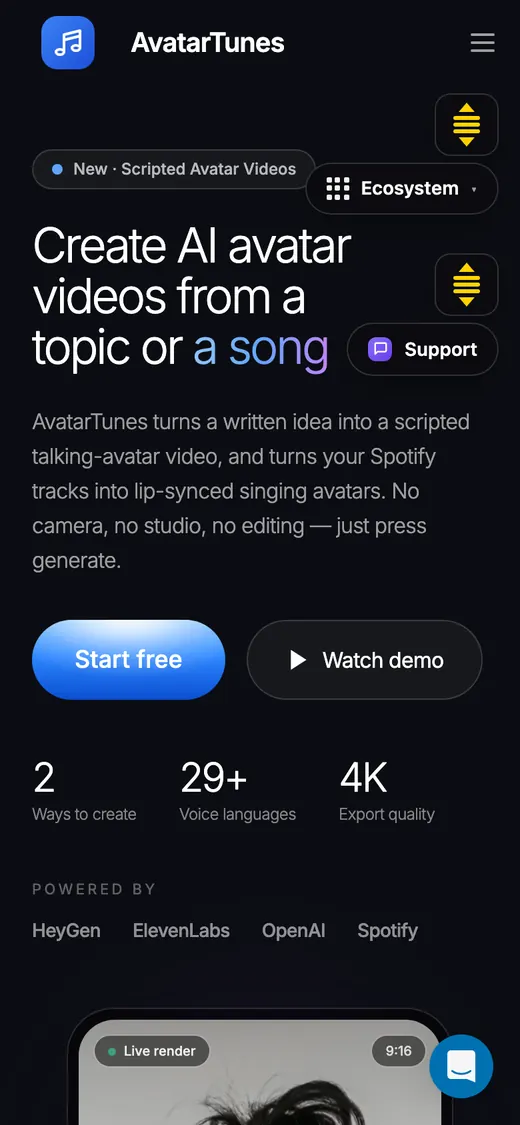 AvatarTunes
New · Scripted Avatar Videos
Ecosystem
Create AI avatar
videos from a
topic or a song
Support
AvatarTunes turns a written idea into a scripted
talking-avatar video, and turns your Spotify
tracks into lip-synced singing avatars. No
camera, no studio, no editing — just press
generate.
Start free
Watch demo
2
29+
4K
Ways to create
Voice languages
Export quality
POWERED BY
HeyGen ElevenLabs OpenAI Spotify
Live render
9:16